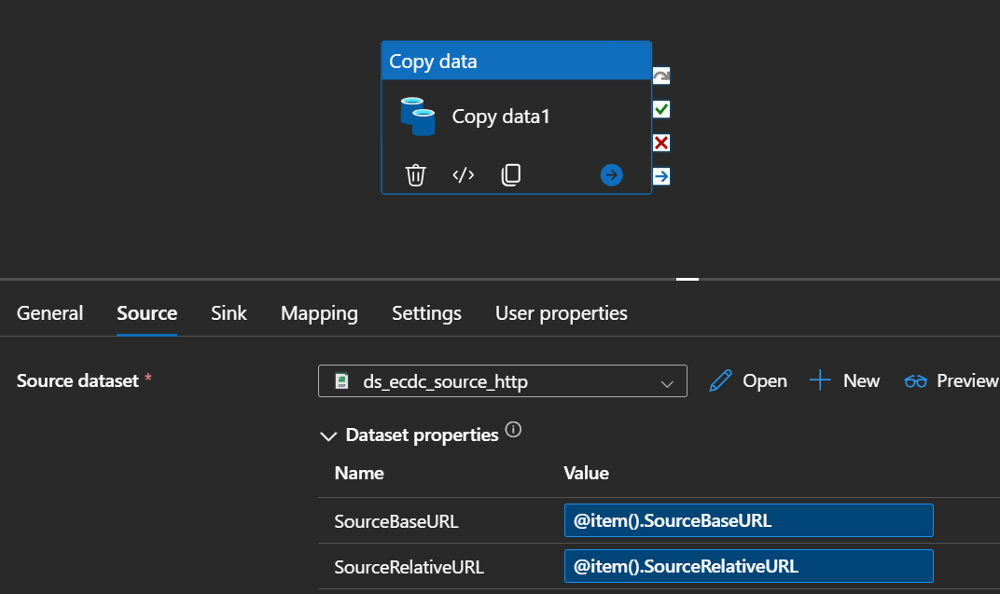 Copy data
Copy data1
General Source Sink Mapping Settings User properties
Source dataset * ds_ecdc_source_http Open New Preview
Dataset properties
Name Value
SourceBaseURL @item().SourceBaseURL
SourceRelativeURL @item().SourceRelativeURL